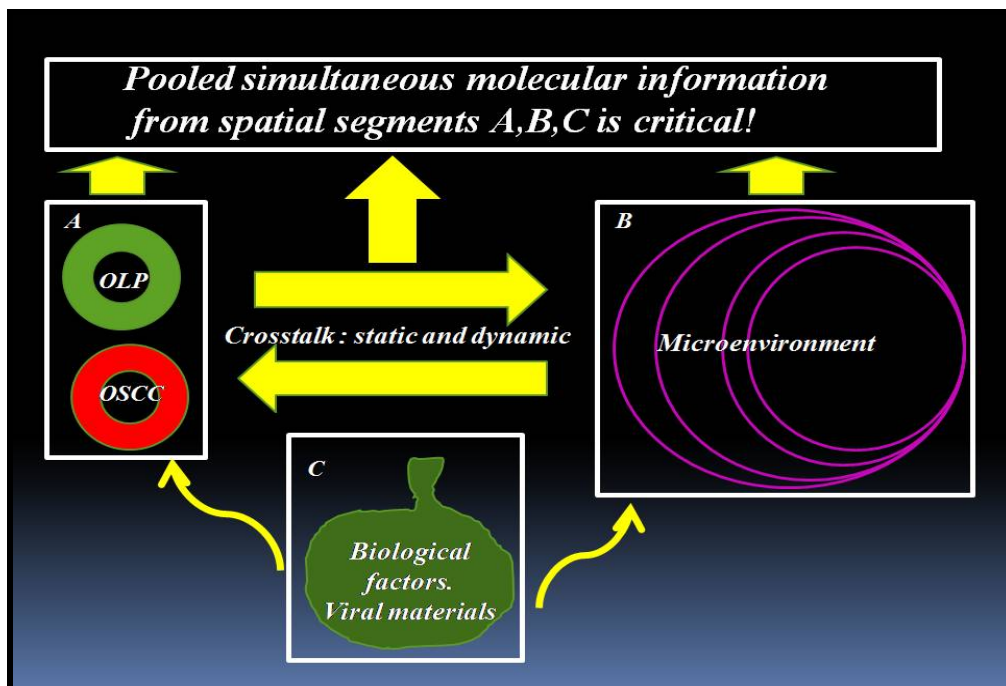 Pooled simultaneous molecular information
from spatial segments A,B,C is critical!
A
OLP
OSCC
Crosstalk : static and dynamic
B
Microenvironment
C
Biological
factors.
Viral materials